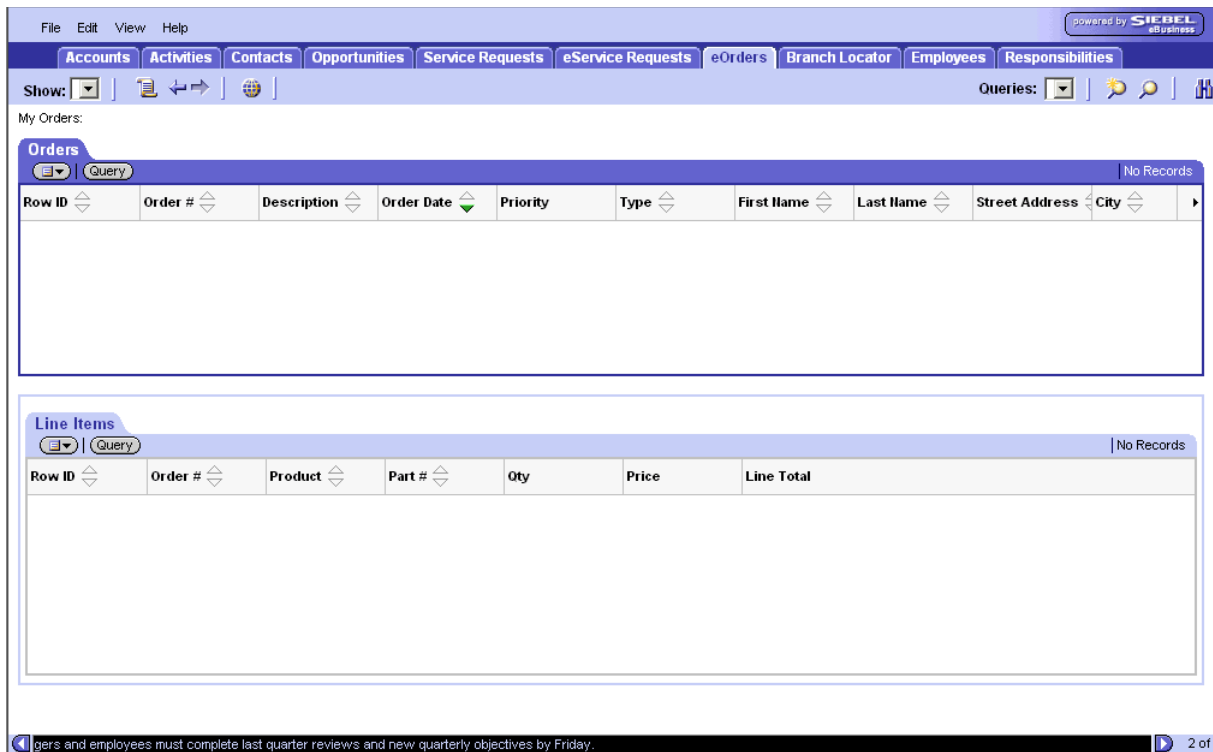 File Edit View Help
powered by SIEBEL
eBusiness
Accounts Activities Contacts Opportunities Service Requests eService Requests eOrders Branch Locator Employees Responsibilities
Show: Queries:
My Orders:
Orders
Query No Records
Row ID Order # Description Order Date Priority Type First Name Last Name Street Address City
Line Items
Query No Records
Row ID Order # Product Part # Qty Price Line Total
gers and employees must complete last quarter reviews and new quarterly objectives by Friday. 2 of